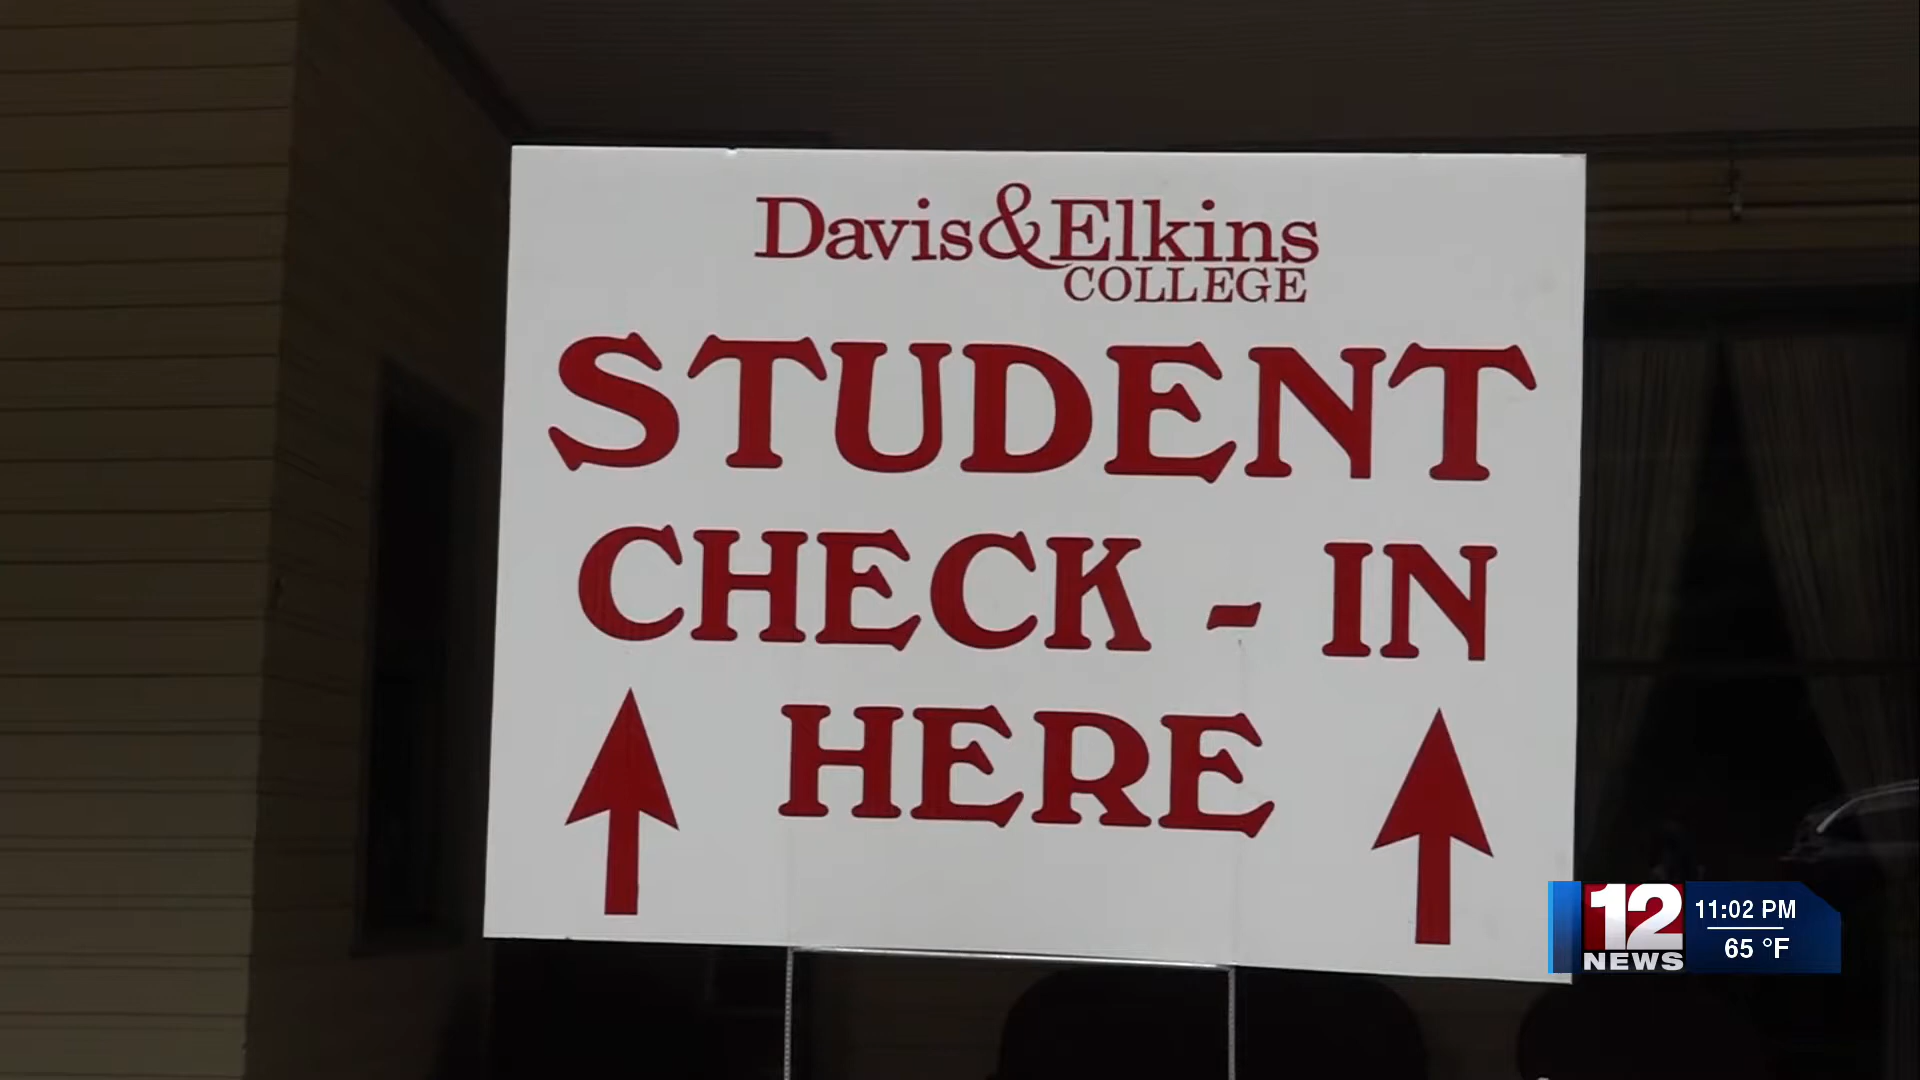 Davis&Elkins
COLLEGE
STUDENT
CHECK - IN
HERE
12
NEWS
11:02 PM
65 °F